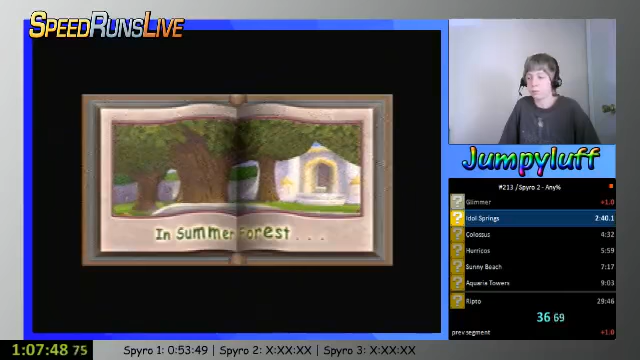 SPEEDRUNSLIVE
In Summer Forest . . .
Jumpyluff
#213 / Spyro 2 - Any%
Glimmer +1.0
Idol Springs 2:40.1
Colossus 4:32
Hurricos 5:59
Sunny Beach 7:17
Aquaria Towers 9:03
Ripto 29:46
36 69
prev segment +1.0
1:07:48 75 Spyro 1: 0:53:49 | Spyro 2: X:XX:XX | Spyro 3: X:XX:XX